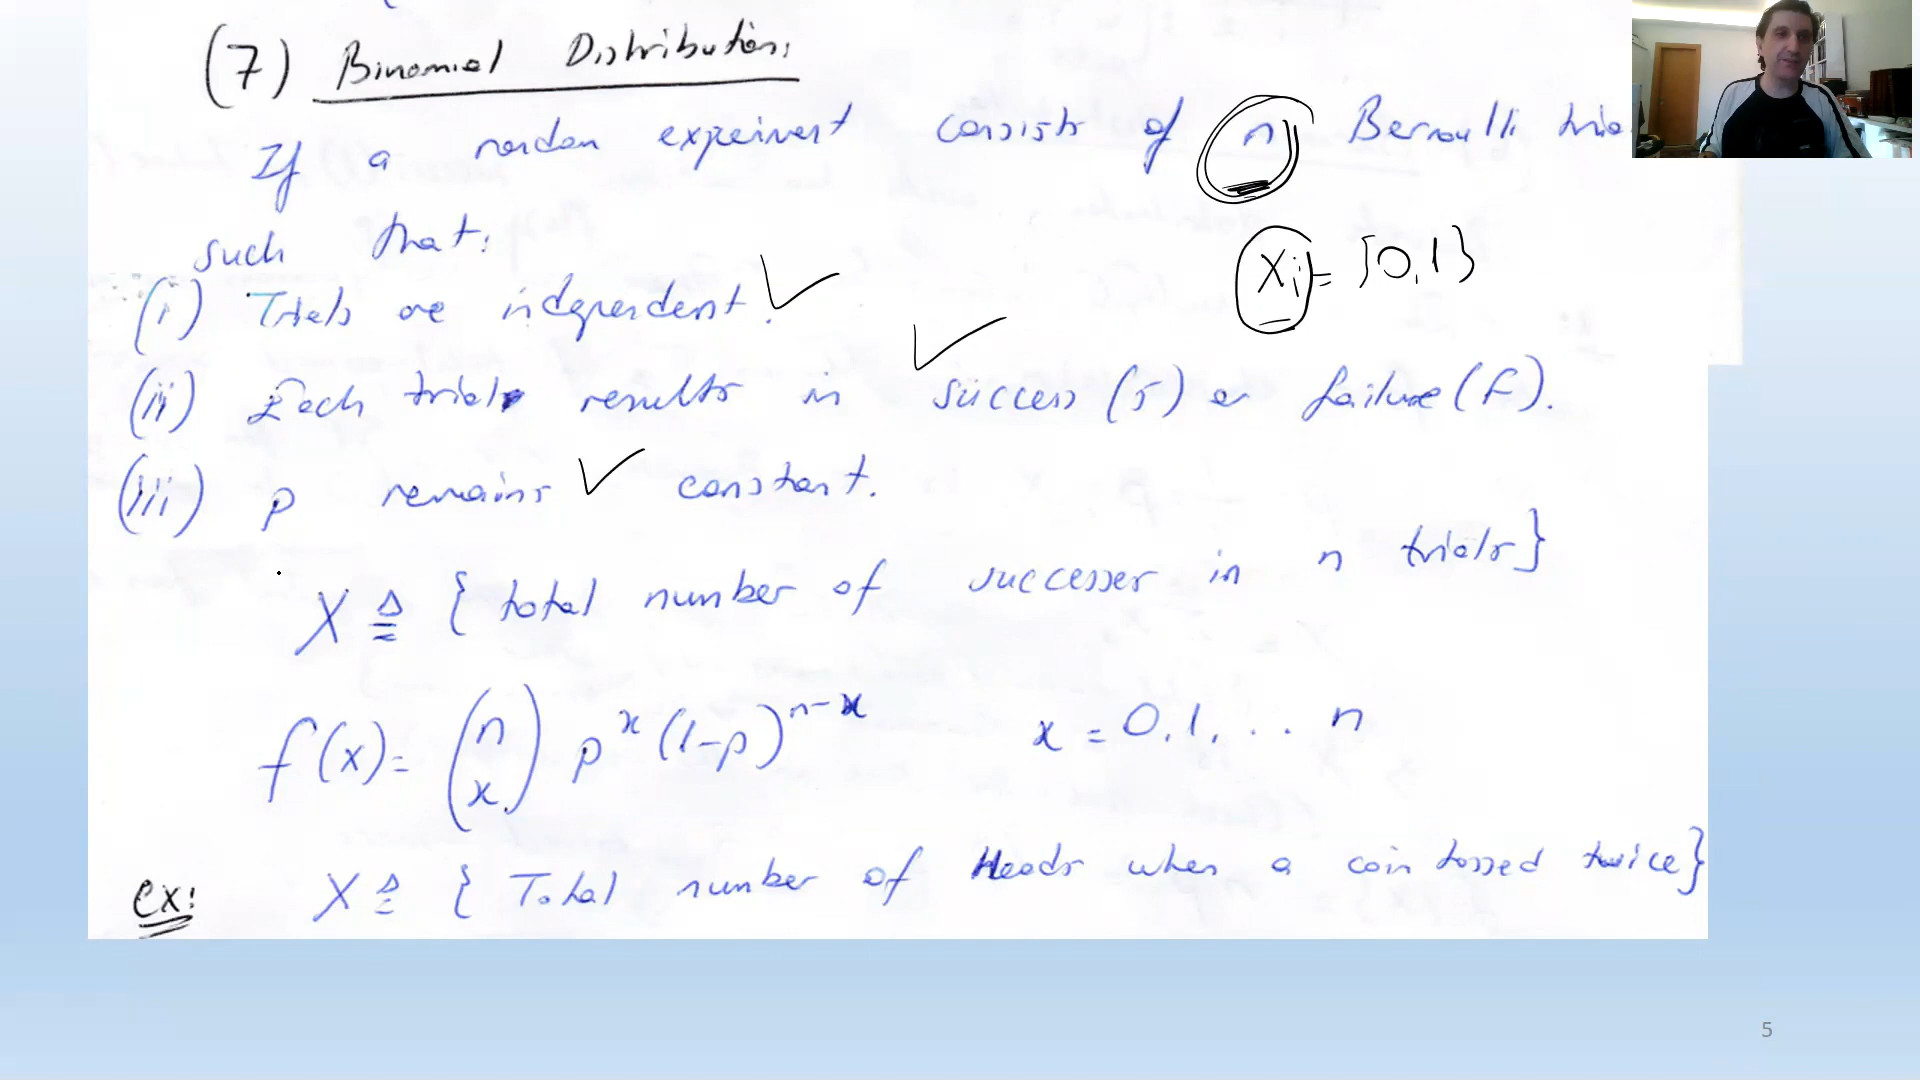 (7) Binomial Distribution:
If a random experiment consists of n Bernoulli
such that:
Xi = {0,1}
(i) Trials are independent.
(ii) Each trial results in success (s) or failure (f).
(iii) p remains constant.
X ≜ { total number of successes in n trials}
f(x) = (n x) p^x (1-p)^{n-x} x = 0,1, . . n
ex: X ≜ { Total number of Heads when a coin tossed twice}
5